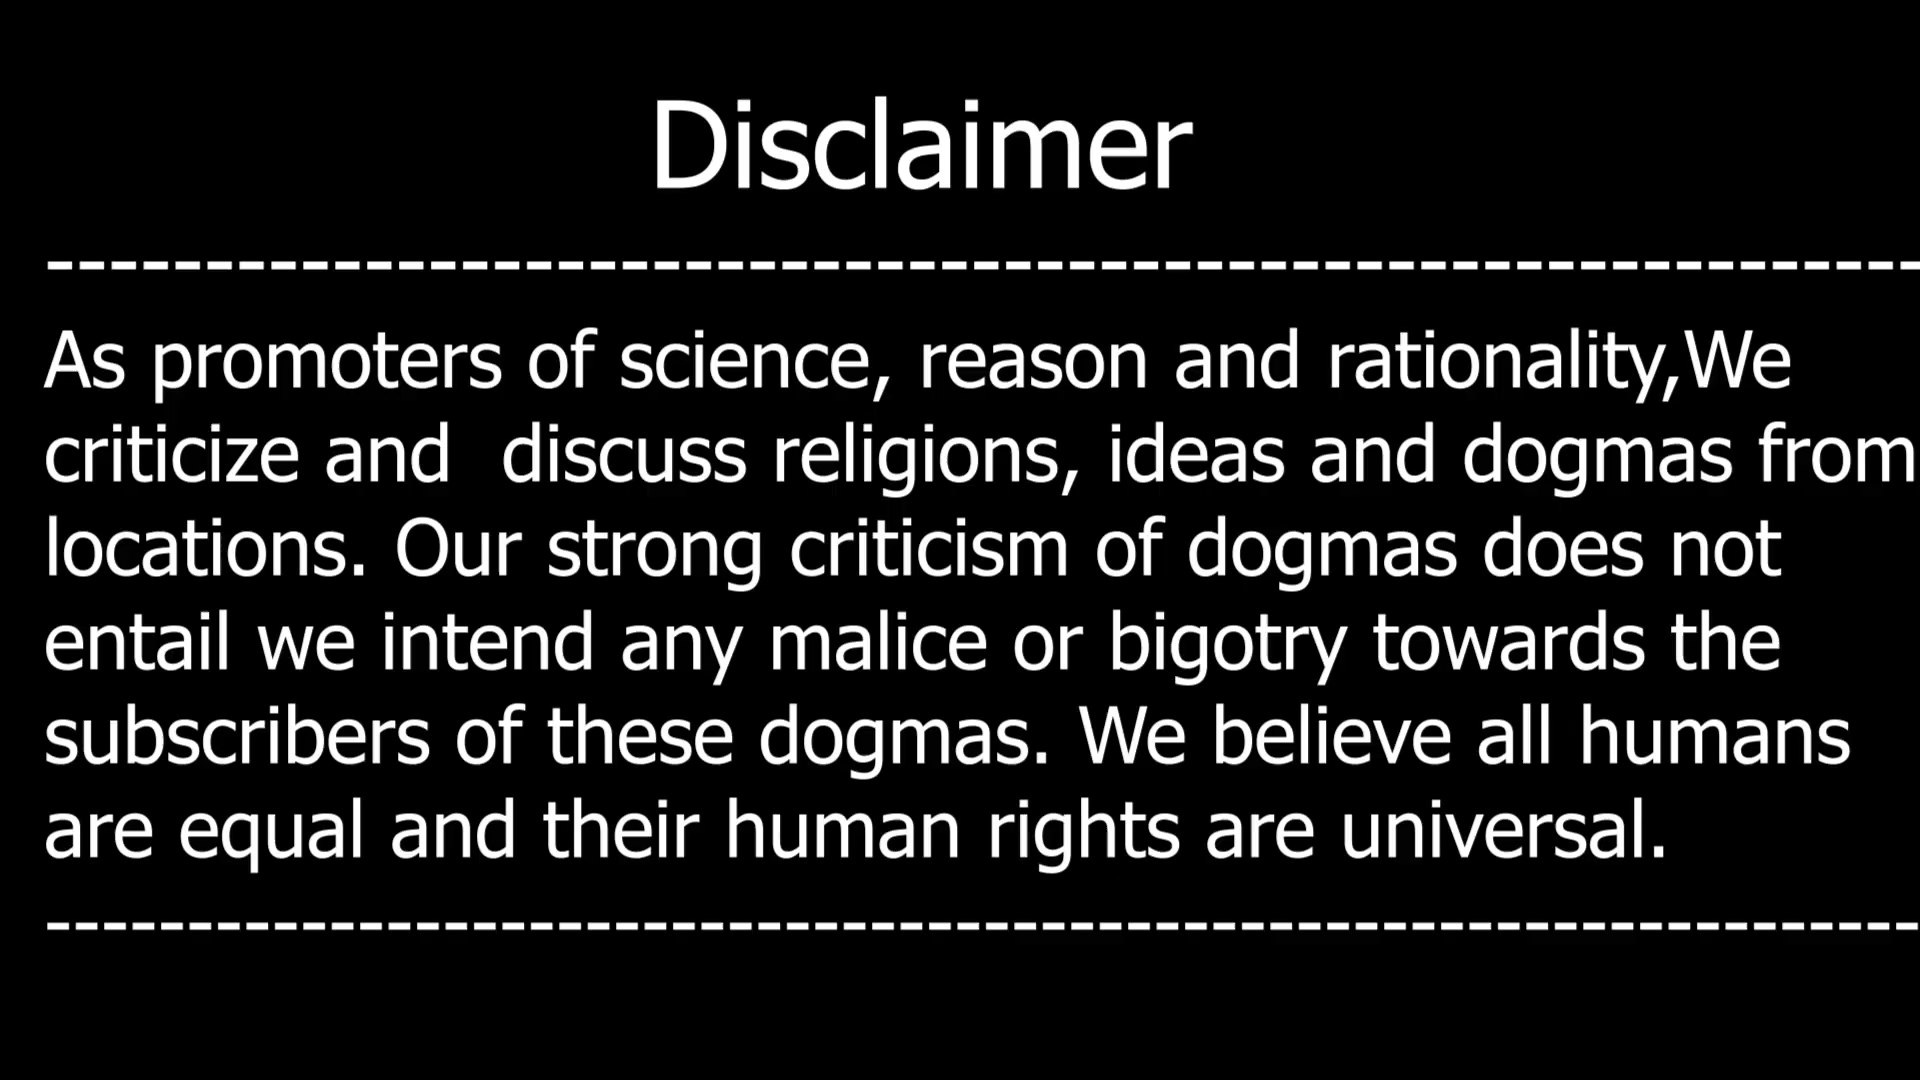 Disclaimer
------------------------------------------------------------
As promoters of science, reason and rationality,We
criticize and  discuss religions, ideas and dogmas from
locations. Our strong criticism of dogmas does not
entail we intend any malice or bigotry towards the
subscribers of these dogmas. We believe all humans
are equal and their human rights are universal.
------------------------------------------------------------------